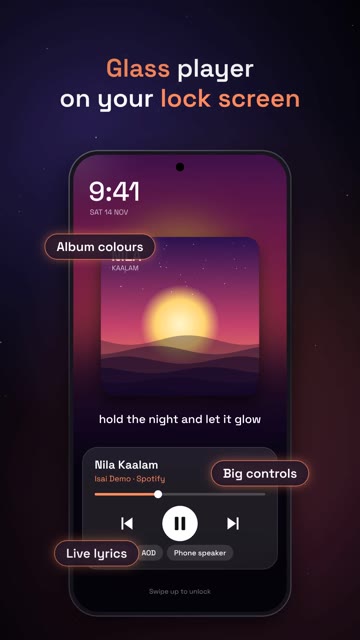 Glass player
on your lock screen
9:41
SAT 14 NOV
Album colours
KAALAM
hold the night and let it glow
Nila Kaalam
Isai Demo · Spotify
Big controls
Live lyrics
AOD
Phone speaker
Swipe up to unlock